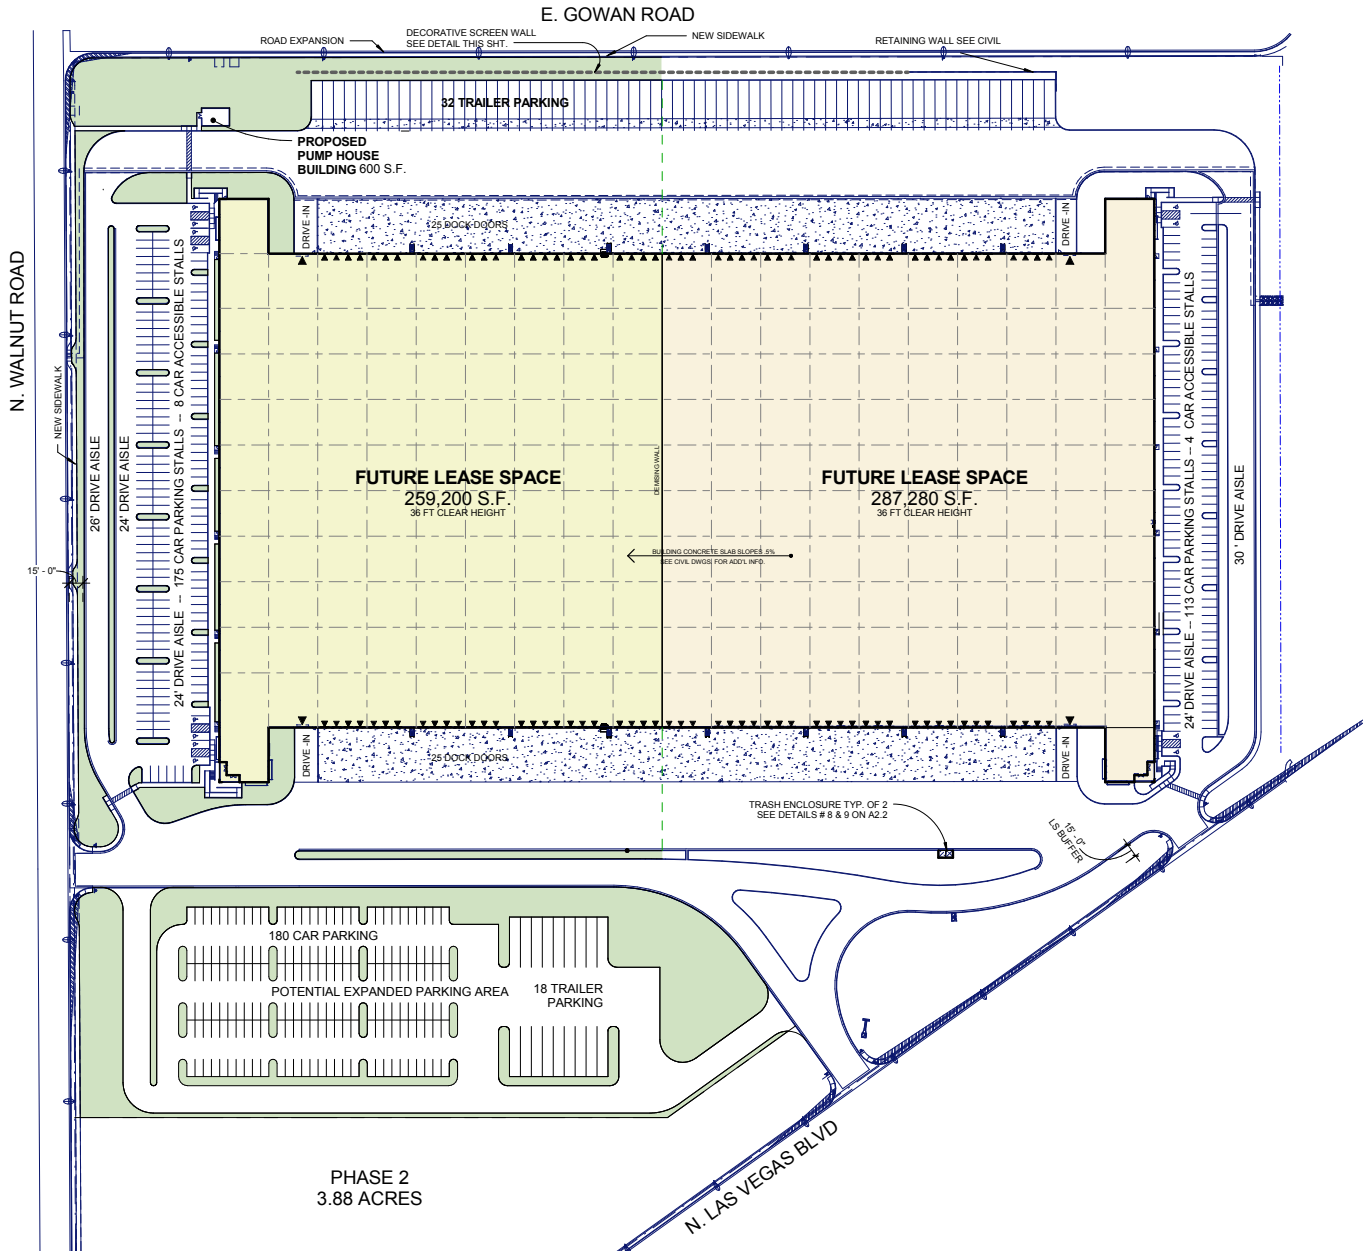 E. GOWAN ROAD
DECORATIVE SCREEN WALL
SEE DETAIL THIS SHT.
NEW SIDEWALK
ROAD EXPANSION
RETAINING WALL SEE CIVIL
32 TRAILER PARKING
PROPOSED
PUMP HOUSE
BUILDING 600 S.F.
DRIVE -IN
25 DOCK DOORS
DRIVE -IN
N. WALNUT ROAD
NEW SIDEWALK
26' DRIVE AISLE
24' DRIVE AISLE
24' DRIVE AISLE -- 175 CAR PARKING STALLS -- 8 CAR ACCESSIBLE STALLS
15' - 0"
FUTURE LEASE SPACE
259,200 S.F.
36 FT CLEAR HEIGHT
DEMISING WALL
FUTURE LEASE SPACE
287,280 S.F.
36 FT CLEAR HEIGHT
BUILDING CONCRETE SLAB SLOPES .5%
SEE CIVIL DWGS. FOR ADD'L INFO.
24' DRIVE AISLE -- 113 CAR PARKING STALLS -- 4 CAR ACCESSIBLE STALLS
30 ' DRIVE AISLE
DRIVE -IN
25 DOCK DOORS
DRIVE -IN
TRASH ENCLOSURE TYP. OF 2
SEE DETAILS # 8 & 9 ON A2.2
15' - 0"
LS BUFFER
180 CAR PARKING
POTENTIAL EXPANDED PARKING AREA
18 TRAILER
PARKING
N. LAS VEGAS BLVD
PHASE 2
3.88 ACRES